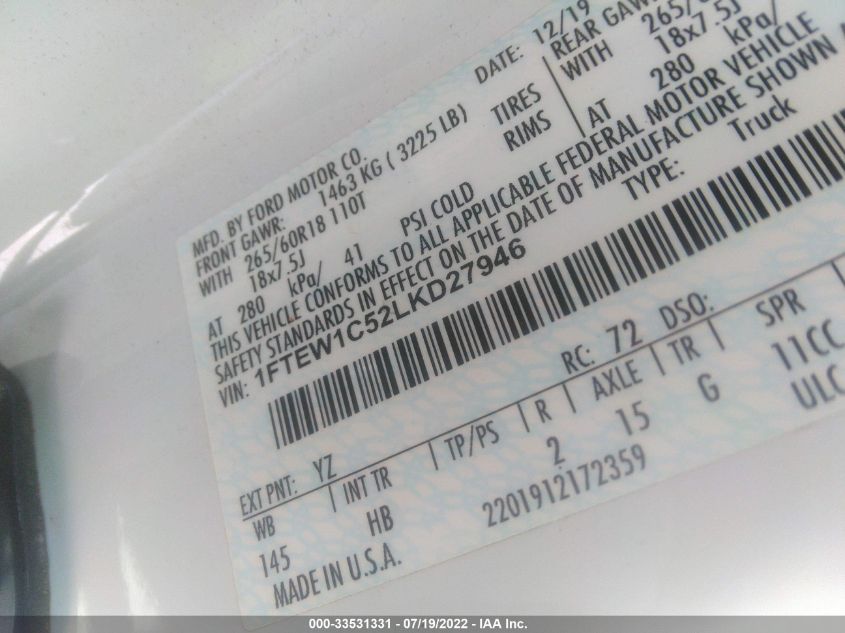 MFD. BY FORD MOTOR CO.
DATE: 12/19
FRONT GAWR: 1463 KG ( 3225 LB)
REAR GAWR
WITH 265/60R18 110T
TIRES
WITH 265/
18x7.5J
RIMS
18x7.5J
AT 280 kPa/ 41 PSI COLD
AT 280 kPa/
THIS VEHICLE CONFORMS TO ALL APPLICABLE FEDERAL MOTOR VEHICLE
SAFETY STANDARDS IN EFFECT ON THE DATE OF MANUFACTURE SHOWN
VIN: 1FTEW1C52LKD27946
TYPE: Truck
EXT PNT: YZ
RC: 72 DSO:
WB INT TR TP/PS R AXLE TR SPR
145 HB 2 15 G 11CC
MADE IN U.S.A.
2201912172359
ULC
000-33531331 - 07/19/2022 - IAA Inc.